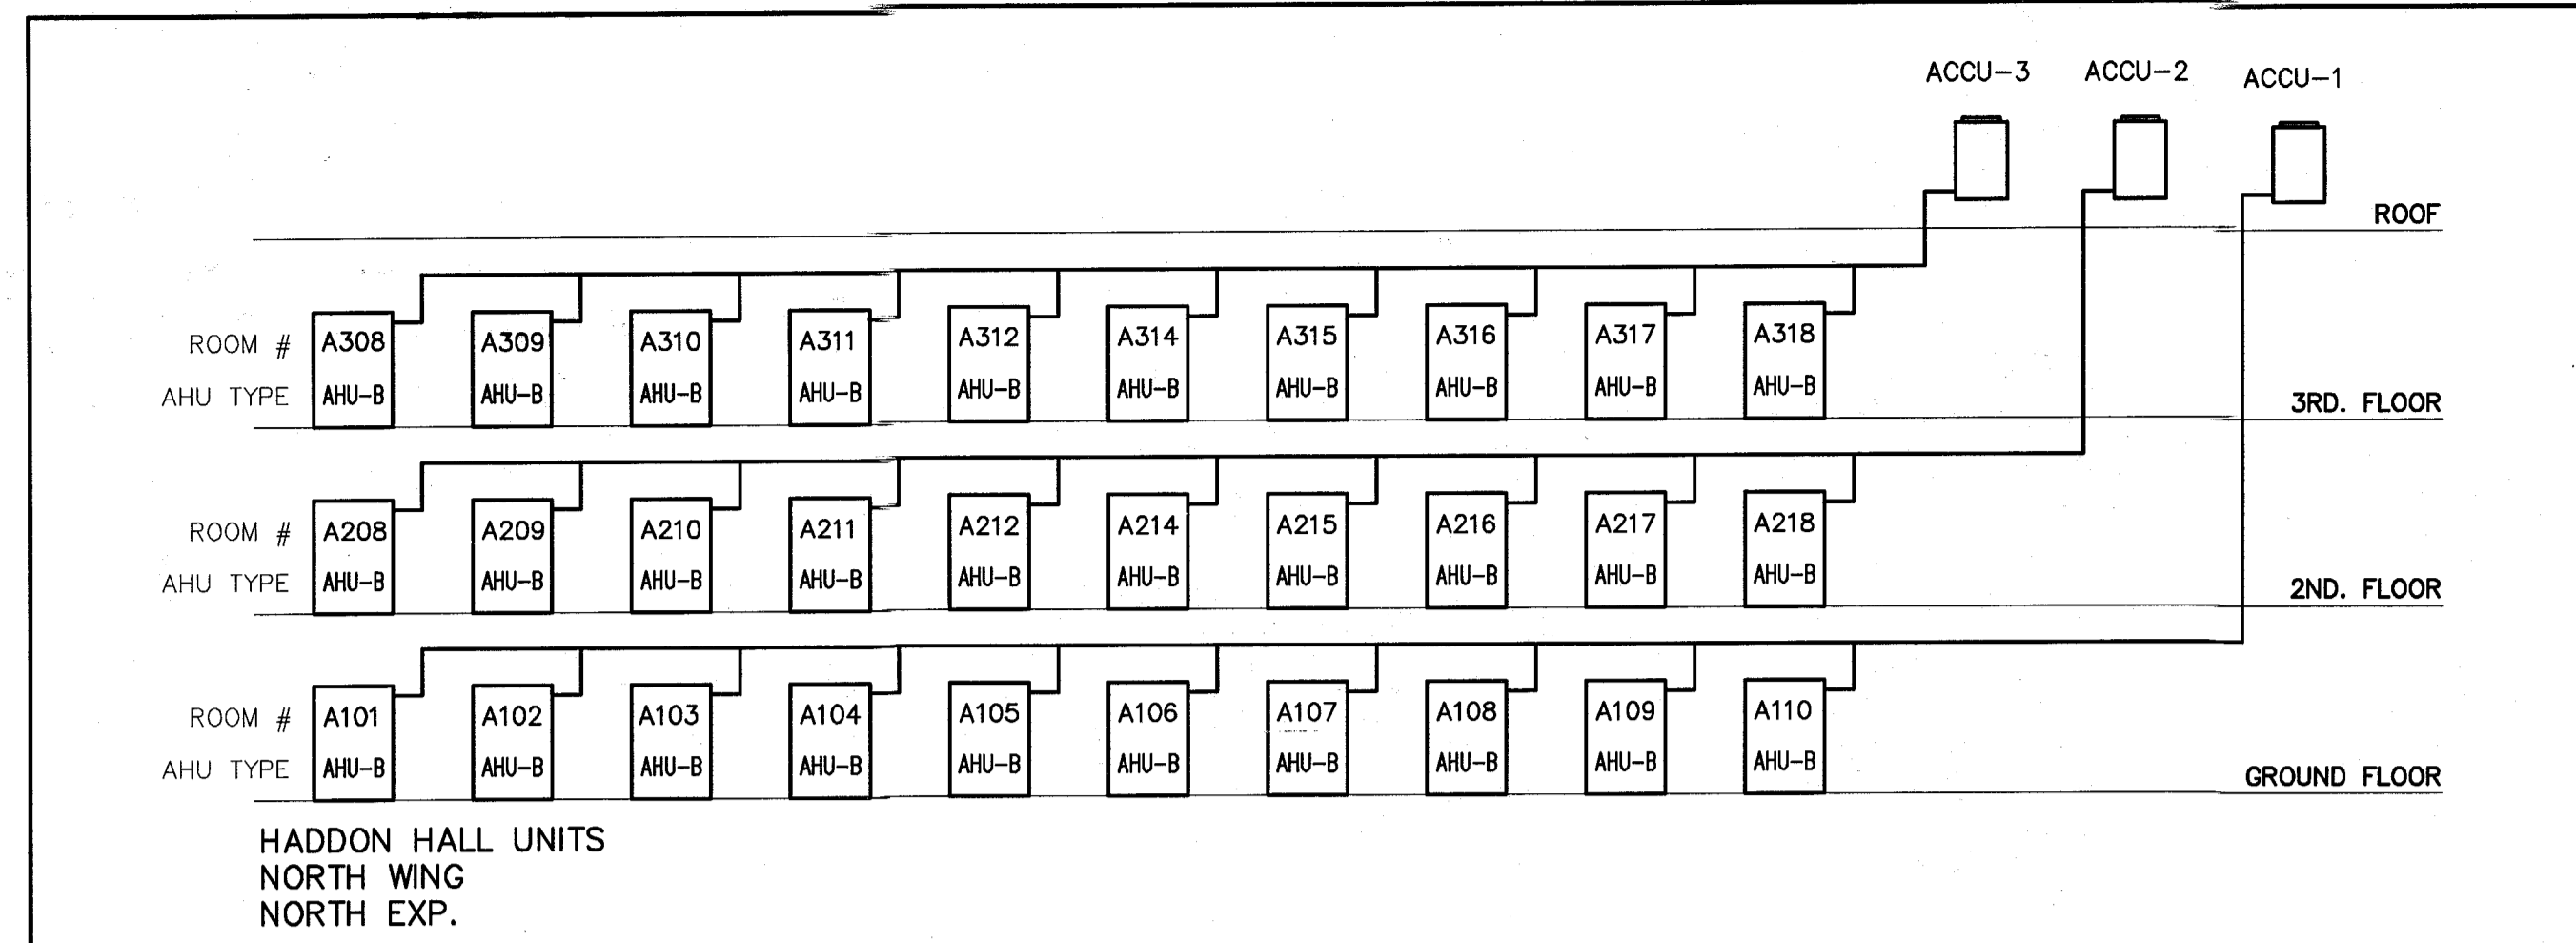 ACCU-3 ACCU-2 ACCU-1
ROOF
ROOM # A308 A309 A310 A311 A312 A314 A315 A316 A317 A318
AHU TYPE AHU-B AHU-B AHU-B AHU-B AHU-B AHU-B AHU-B AHU-B AHU-B AHU-B
3RD. FLOOR
ROOM # A208 A209 A210 A211 A212 A214 A215 A216 A217 A218
AHU TYPE AHU-B AHU-B AHU-B AHU-B AHU-B AHU-B AHU-B AHU-B AHU-B AHU-B
2ND. FLOOR
ROOM # A101 A102 A103 A104 A105 A106 A107 A108 A109 A110
AHU TYPE AHU-B AHU-B AHU-B AHU-B AHU-B AHU-B AHU-B AHU-B AHU-B AHU-B
GROUND FLOOR
HADDON HALL UNITS
NORTH WING
NORTH EXP.